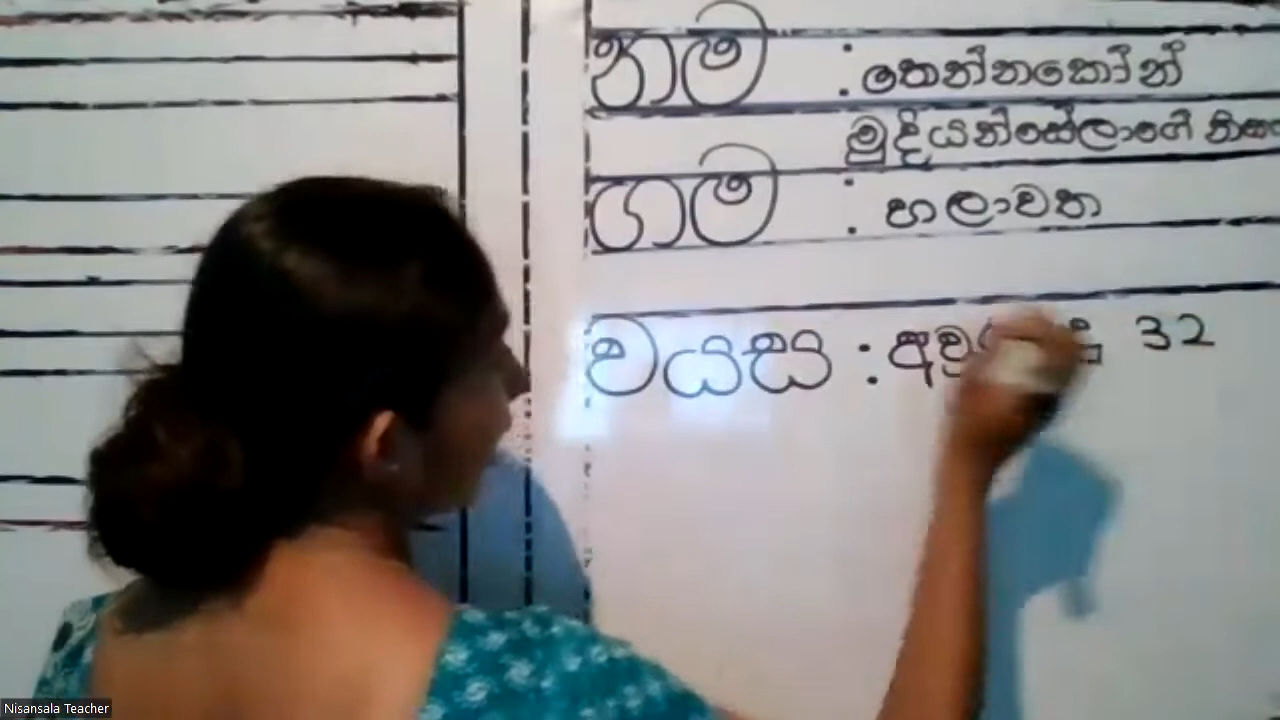 නම : තෙන්නකෝන්
මුදියන්සේලාගේ
ගම : හලාවත
වයස : 32
Nisansala Teacher